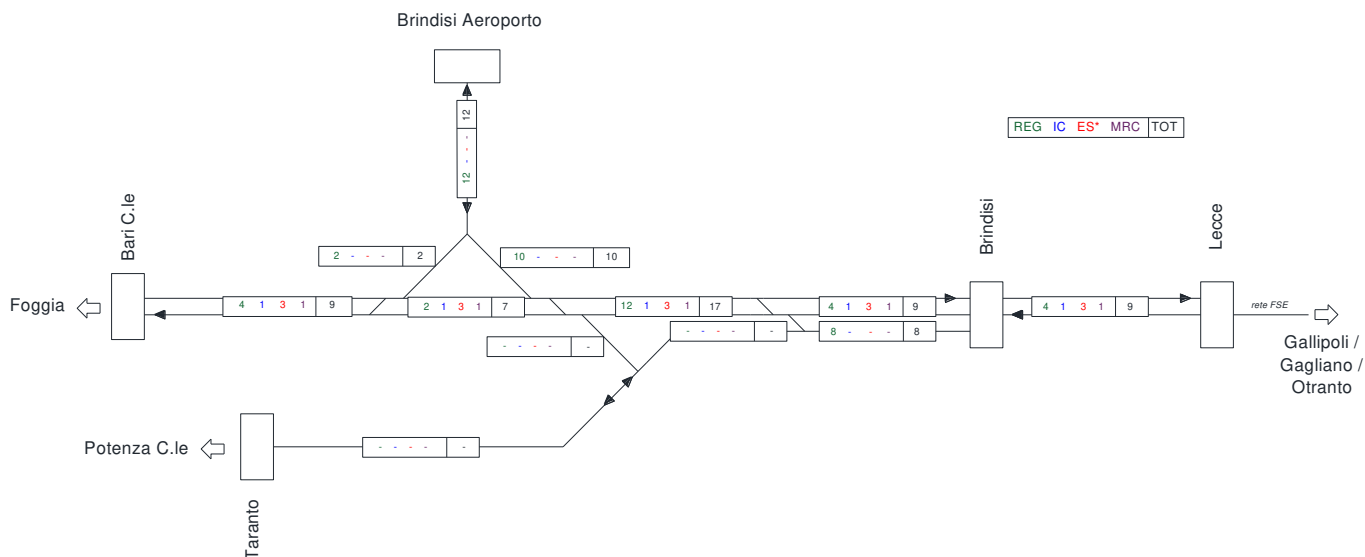 Brindisi Aeroporto
12 - - - 12
REG IC ES* MRC TOT
Bari C.le
Brindisi
Lecce
2 - - - 2
10 - - - 10
Foggia
4 1 3 1 9
2 1 3 1 7
12 1 3 1 17
4 1 3 1 9
4 1 3 1 9
rete FSE
- - - - -
8 - - - 8
- - - - -
Gallipoli /
Gagliano /
Otranto
Potenza C.le
- - - - -
Taranto